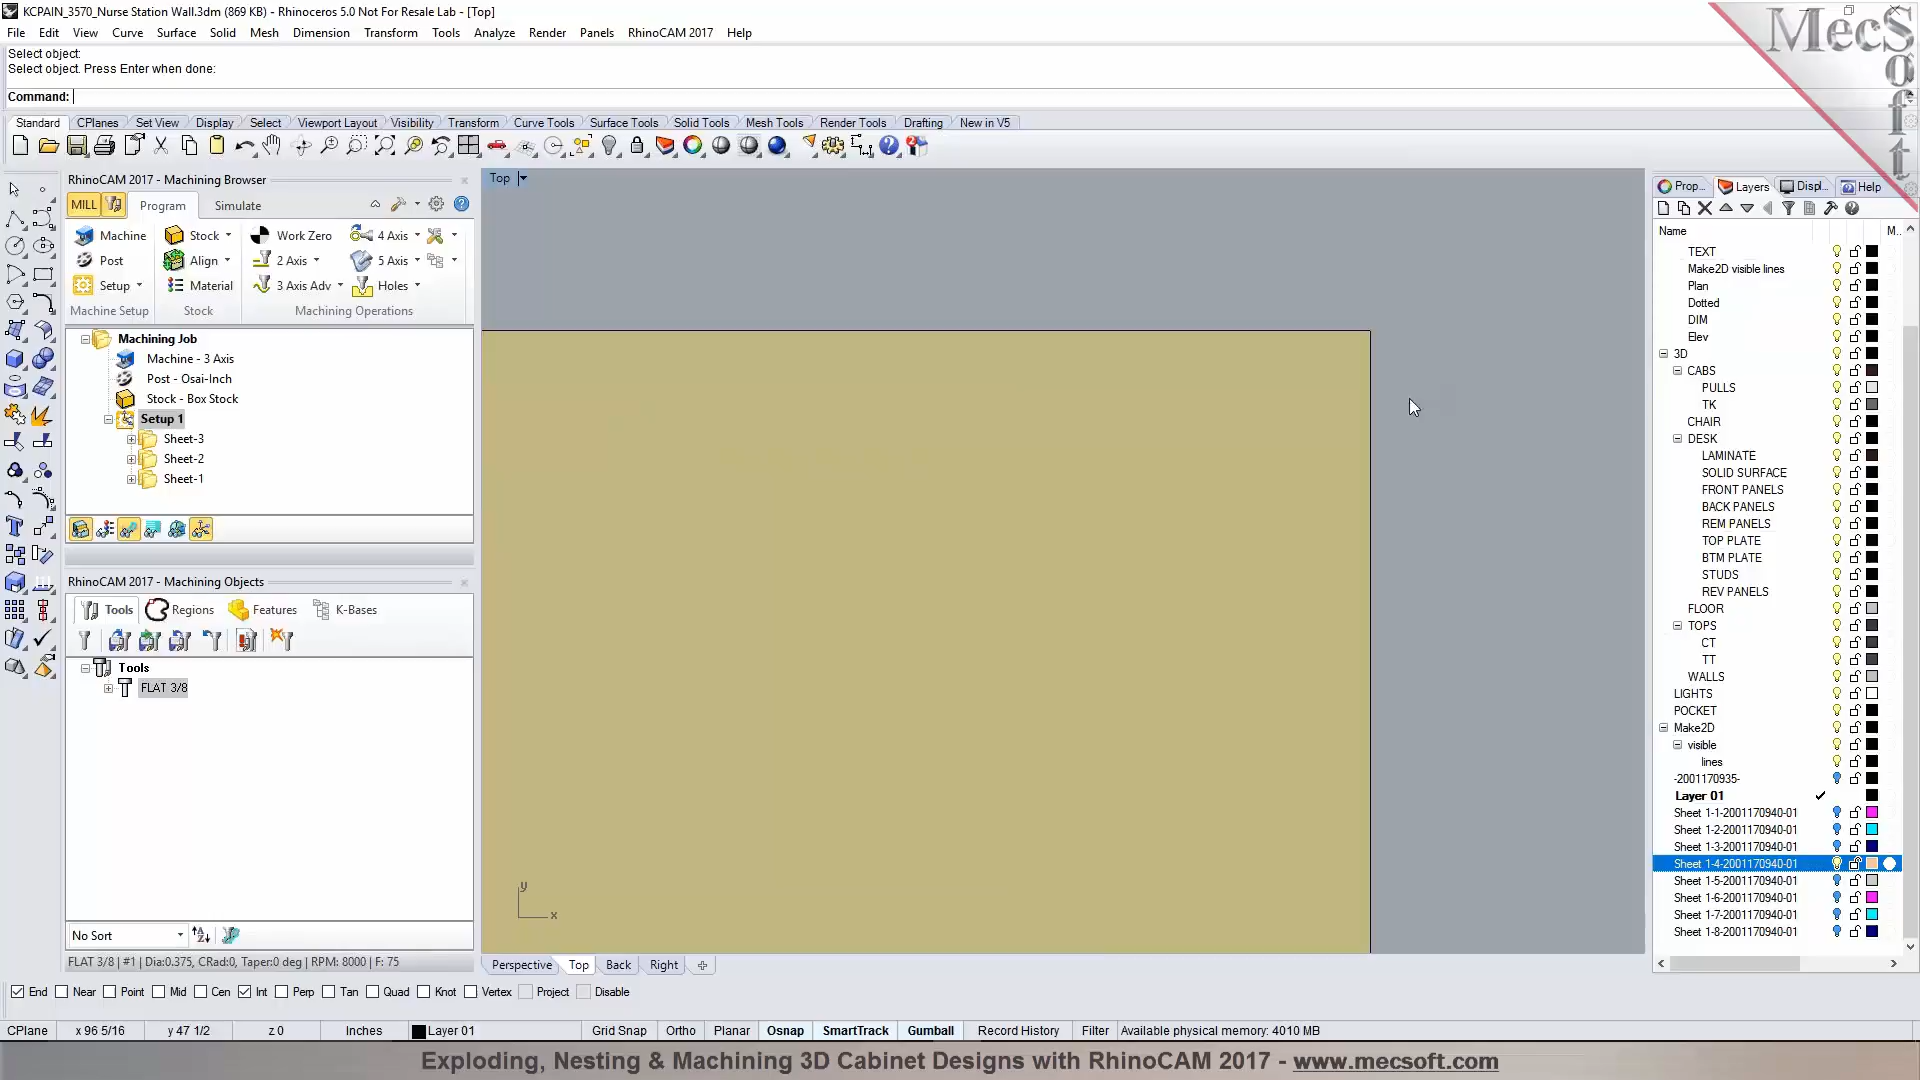 KCPAIN_3570_Nurse Station Wall.3dm (869 KB) - Rhinoceros 5.0 Not For Resale Lab - [Top]
File Edit View Curve Surface Solid Mesh Dimension Transform Tools Analyze Render Panels RhinoCAM 2017 Help
MecSoft
Select object:
Select object. Press Enter when done:
Command:
Standard CPlanes Set View Display Select Viewport Layout Visibility Transform Curve Tools Surface Tools Solid Tools Mesh Tools Render Tools Drafting New in V5
RhinoCAM 2017 - Machining Browser
MILL Program Simulate
Machine Stock Work Zero 4 Axis
Post Align 2 Axis 5 Axis
Setup Material 3 Axis Adv Holes
Machine Setup Stock Machining Operations
Machining Job
Machine - 3 Axis
Post - Osai-Inch
Stock - Box Stock
Setup 1
Sheet-3
Sheet-2
Sheet-1
RhinoCAM 2017 - Machining Objects
Tools Regions Features K-Bases
Tools
FLAT 3/8
No Sort
FLAT 3/8 | #1 | Dia:0.375, CRad:0, Taper:0 deg | RPM: 8000 | F: 75
Top
y
x
Perspective Top Back Right
Prop... Layers Displ... Help
Name M..
TEXT
Make2D visible lines
Plan
Dotted
DIM
Elev
3D
CABS
PULLS
TK
CHAIR
DESK
LAMINATE
SOLID SURFACE
FRONT PANELS
BACK PANELS
REM PANELS
TOP PLATE
BTM PLATE
STUDS
REV PANELS
FLOOR
TOPS
CT
TT
WALLS
LIGHTS
POCKET
Make2D
visible
lines
-2001170935-
Layer 01
Sheet 1-1-2001170940-01
Sheet 1-2-2001170940-01
Sheet 1-3-2001170940-01
Sheet 1-4-2001170940-01
Sheet 1-5-2001170940-01
Sheet 1-6-2001170940-01
Sheet 1-7-2001170940-01
Sheet 1-8-2001170940-01
End Near Point Mid Cen Int Perp Tan Quad Knot Vertex Project Disable
CPlane x 96 5/16 y 47 1/2 z 0 Inches Layer 01 Grid Snap Ortho Planar Osnap SmartTrack Gumball Record History Filter Available physical memory: 4010 MB
Exploding, Nesting & Machining 3D Cabinet Designs with RhinoCAM 2017 - www.mecsoft.com